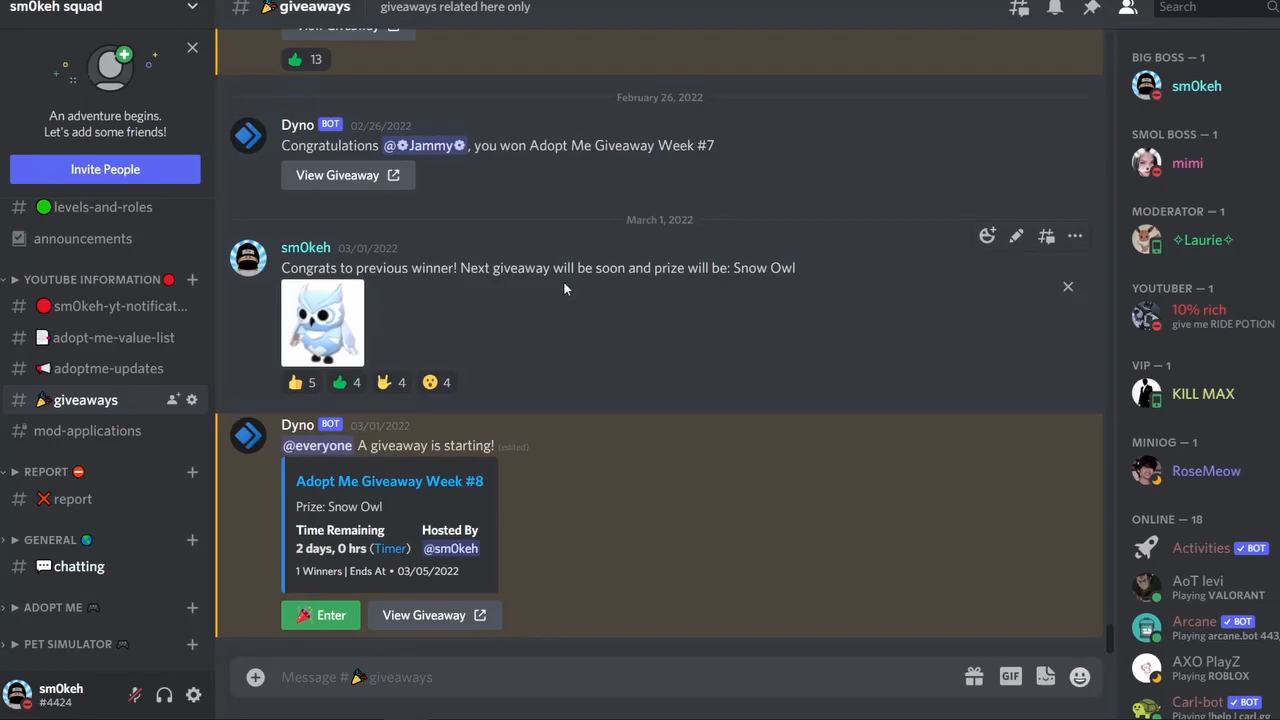 sm0keh squad
An adventure begins.
Let's add some friends!
Invite People
levels-and-roles
announcements
YOUTUBE INFORMATION
sm0keh-yt-notificat...
adopt-me-value-list
adoptme-updates
giveaways
mod-applications
REPORT
report
GENERAL
chatting
ADOPT ME
PET SIMULATOR
sm0keh
#4424
giveaways
giveaways related here only
Search
13
February 26, 2022
Dyno BOT 02/26/2022
Congratulations @Jammy, you won Adopt Me Giveaway Week #7
View Giveaway
March 1, 2022
sm0keh 03/01/2022
Congrats to previous winner! Next giveaway will be soon and prize will be: Snow Owl
5 4 4 4
Dyno BOT 03/01/2022
@everyone A giveaway is starting! (edited)
Adopt Me Giveaway Week #8
Prize: Snow Owl
Time Remaining Hosted By
2 days, 0 hrs (Timer) @sm0keh
1 Winners | Ends At • 03/05/2022
Enter View Giveaway
Message # giveaways
GIF
BIG BOSS — 1
sm0keh
SMOL BOSS — 1
mimi
MODERATOR — 1
✧Laurie✧
YOUTUBER — 1
10% rich
give me RIDE POTION
VIP — 1
KILL MAX
MINIOG — 1
RoseMeow
ONLINE — 18
Activities BOT
AoT levi
Playing VALORANT
Arcane BOT
Playing arcane.bot 443,
AXO PlayZ
Playing ROBLOX
Carl-bot BOT
Playing !help | carl.gg